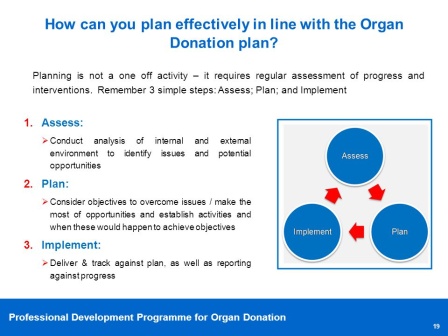 How can you plan effectively in line with the Organ
Donation plan?
Planning is not a one off activity – it requires regular assessment of progress and
interventions. Remember 3 simple steps: Assess; Plan; and Implement
1. Assess:
➢Conduct analysis of internal and external
environment to identify issues and potential
opportunities
2. Plan:
➢Consider objectives to overcome issues / make the
most of opportunities and establish activities and
when these would happen to achieve objectives
3. Implement:
➢Deliver & track against plan, as well as reporting
against progress
Assess
Implement
Plan
Professional Development Programme for Organ Donation
19